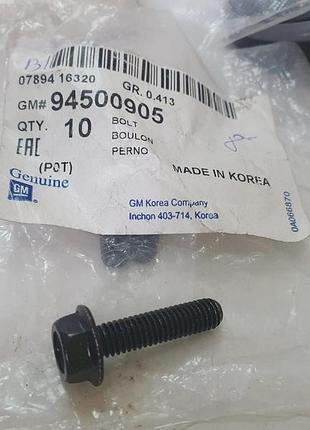 07894 16320
GR. 0.413
GM# 94500905
QTY. 10
BOLT
BOULON
PERNO
EAC
(POT)
MADE IN KOREA
Genuine
GM
GM Korea Company
Inchon 403-714, Korea
04066870